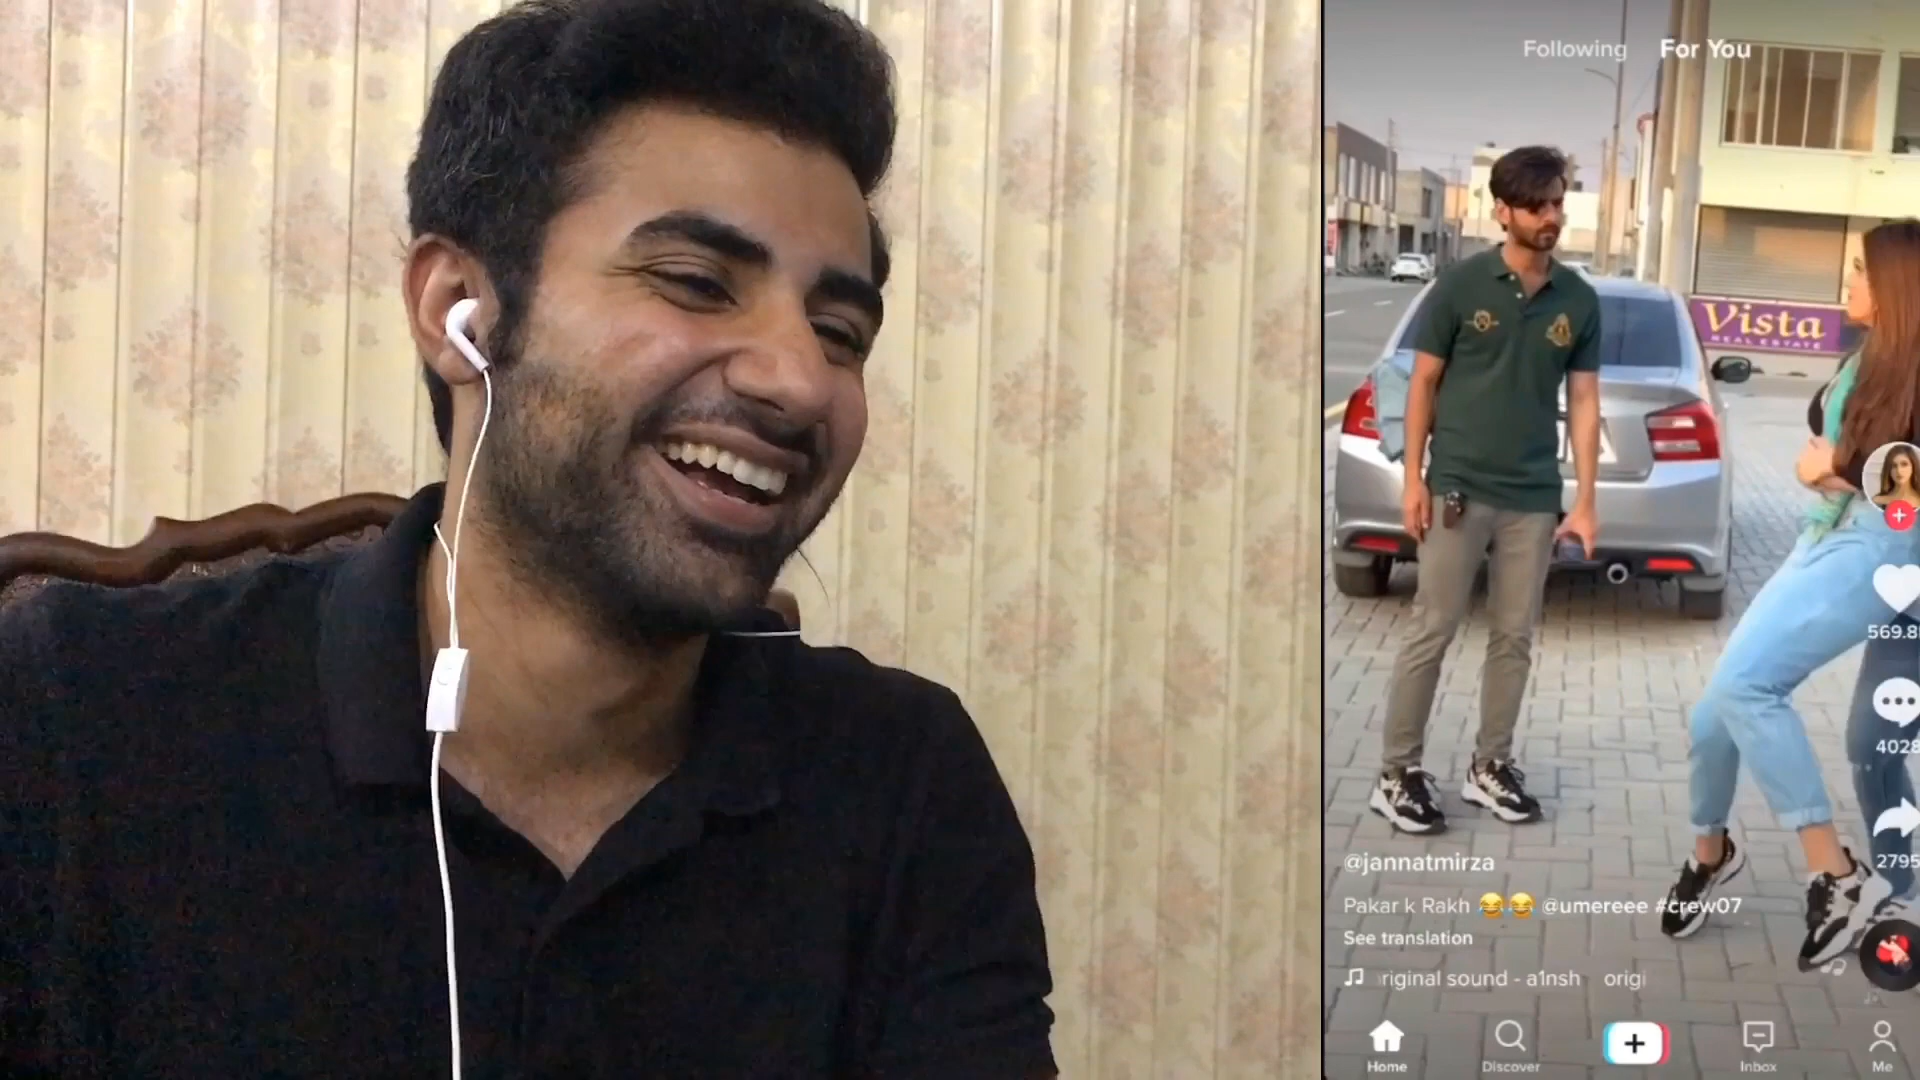 Following For You
Vista
REAL ESTATE
569.8
4028
2795
@jannatmirza
Pakar k Rakh 😂😂 @umereee #crew07
See translation
riginal sound - a1nsh origi
Home Discover Inbox Me